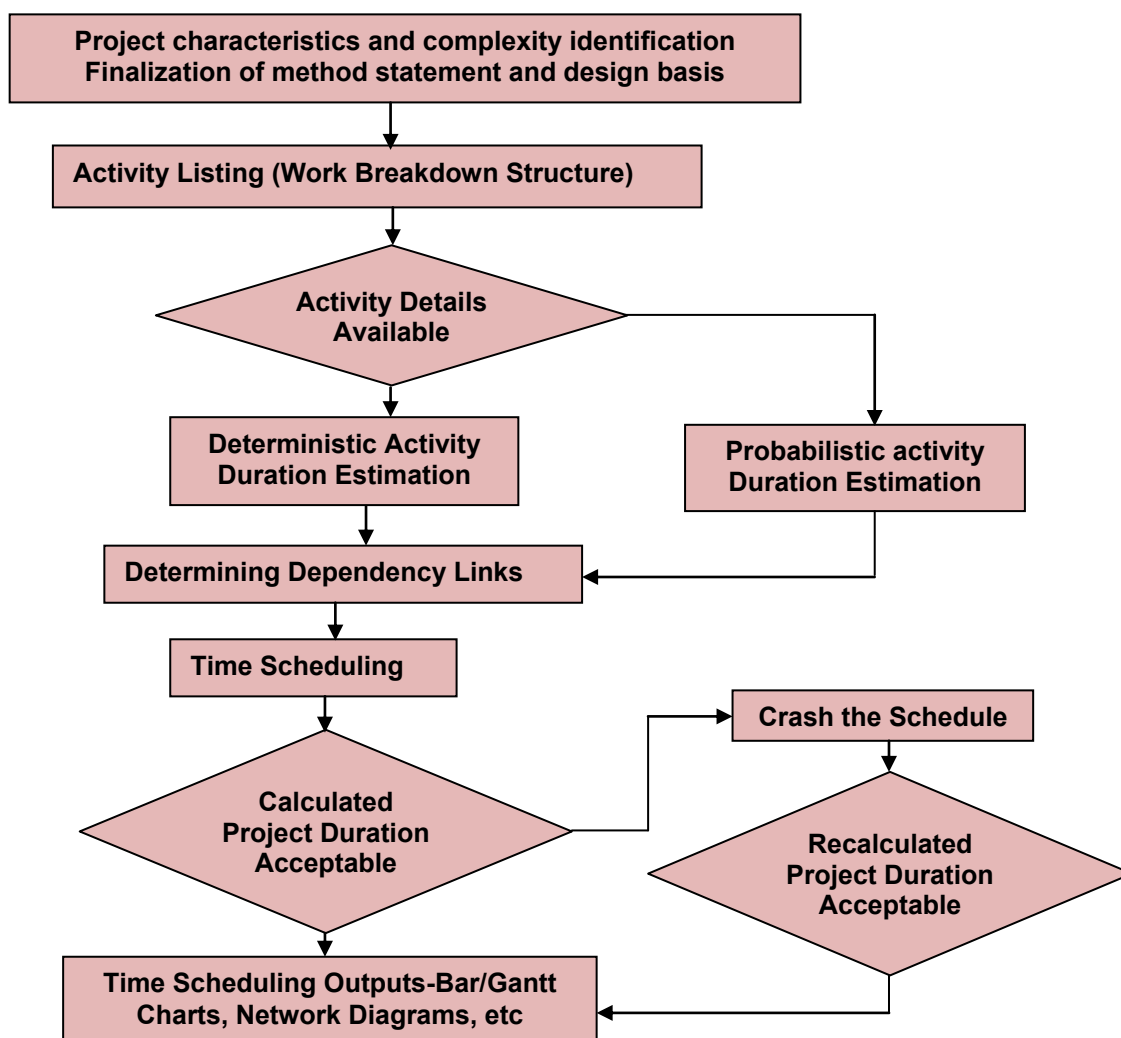 Project characteristics and complexity identification
Finalization of method statement and design basis
Activity Listing (Work Breakdown Structure)
Activity Details
Available
Deterministic Activity
Duration Estimation
Probabilistic activity
Duration Estimation
Determining Dependency Links
Time Scheduling
Crash the Schedule
Calculated
Project Duration
Acceptable
Recalculated
Project Duration
Acceptable
Time Scheduling Outputs-Bar/Gantt
Charts, Network Diagrams, etc